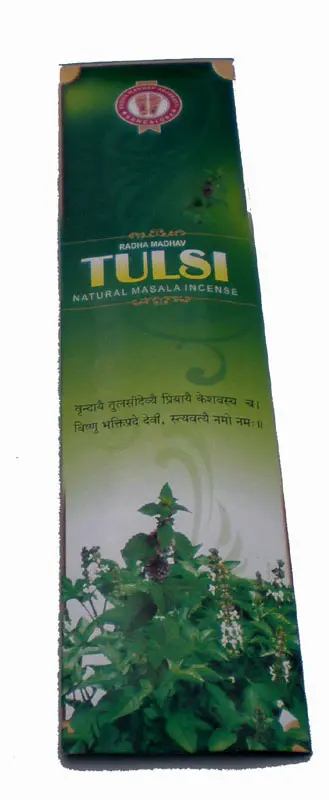 RADHA MADHAV
TULSI
NATURAL MASALA INCENSE
वृन्दायै तुलसीदेव्यै प्रियायै केशवस्य च।
विष्णु भक्तिप्रदे देवी, सत्यवत्यै नमो नमः॥